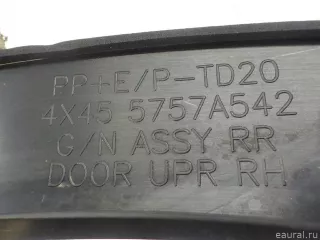 PP+E/P-TD20
4X45 5757A542
G/N ASSY RR
DOOR UPR RH
eaural.ru